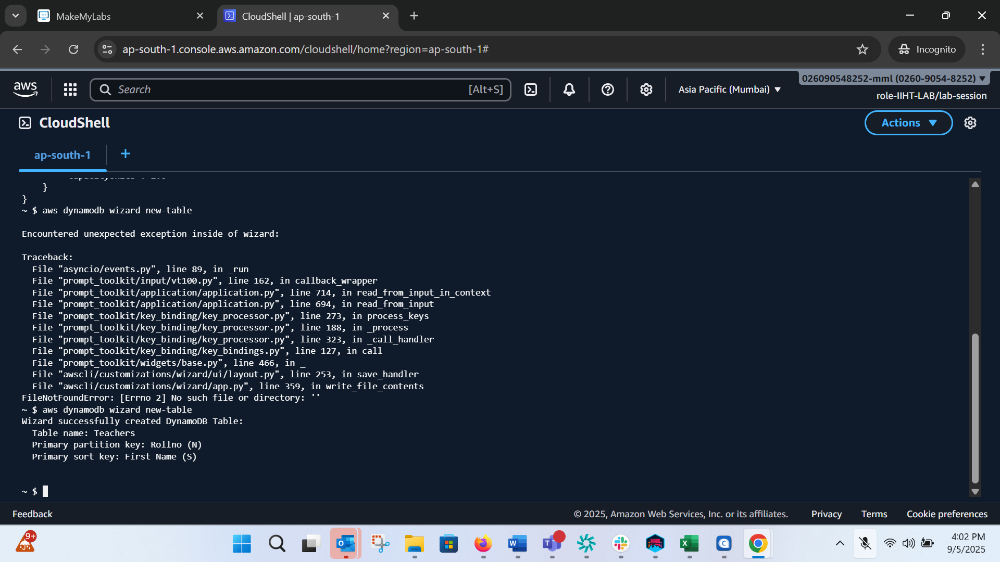 MakeMyLabs
CloudShell | ap-south-1
ap-south-1.console.aws.amazon.com/cloudshell/home?region=ap-south-1#
Incognito
aws
Search
[Alt+S]
Asia Pacific (Mumbai) ▼
026090548252-mml (0260-9054-8252) ▼
role-IIHT-LAB/lab-session
CloudShell
Actions ▼
ap-south-1
+
}
}
~ $ aws dynamodb wizard new-table
Encountered unexpected exception inside of wizard:
Traceback:
File "asyncio/events.py", line 89, in _run
File "prompt_toolkit/input/vt100.py", line 162, in callback_wrapper
File "prompt_toolkit/application/application.py", line 714, in read_from_input_in_context
File "prompt_toolkit/application/application.py", line 694, in read_from_input
File "prompt_toolkit/key_binding/key_processor.py", line 273, in process_keys
File "prompt_toolkit/key_binding/key_processor.py", line 188, in _process
File "prompt_toolkit/key_binding/key_processor.py", line 323, in _call_handler
File "prompt_toolkit/key_binding/key_bindings.py", line 127, in call
File "prompt_toolkit/widgets/base.py", line 466, in _
File "awscli/customizations/wizard/ui/layout.py", line 253, in save_handler
File "awscli/customizations/wizard/app.py", line 359, in write_file_contents
FileNotFoundError: [Errno 2] No such file or directory: ''
~ $ aws dynamodb wizard new-table
Wizard successfully created DynamoDB Table:
Table name: Teachers
Primary partition key: Rollno (N)
Primary sort key: First Name (S)
~ $
Feedback
© 2025, Amazon Web Services, Inc. or its affiliates.
Privacy
Terms
Cookie preferences
9+
4:02 PM
9/5/2025